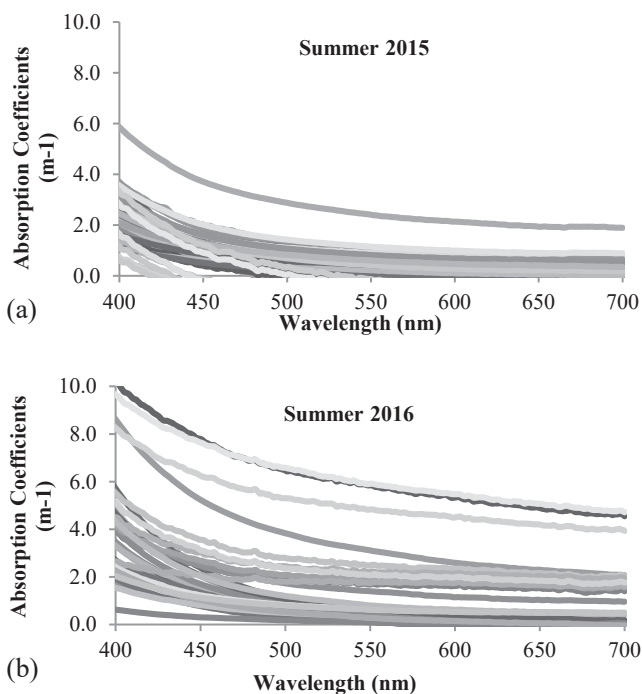 Summer 2015
Absorption Coefficients
(m-1)
10.0
8.0
6.0
4.0
2.0
0.0
400 450 500 550 600 650 700
Wavelength (nm)
(a)
Summer 2016
Absorption Coefficients
(m-1)
10.0
8.0
6.0
4.0
2.0
0.0
400 450 500 550 600 650 700
Wavelength (nm)
(b)